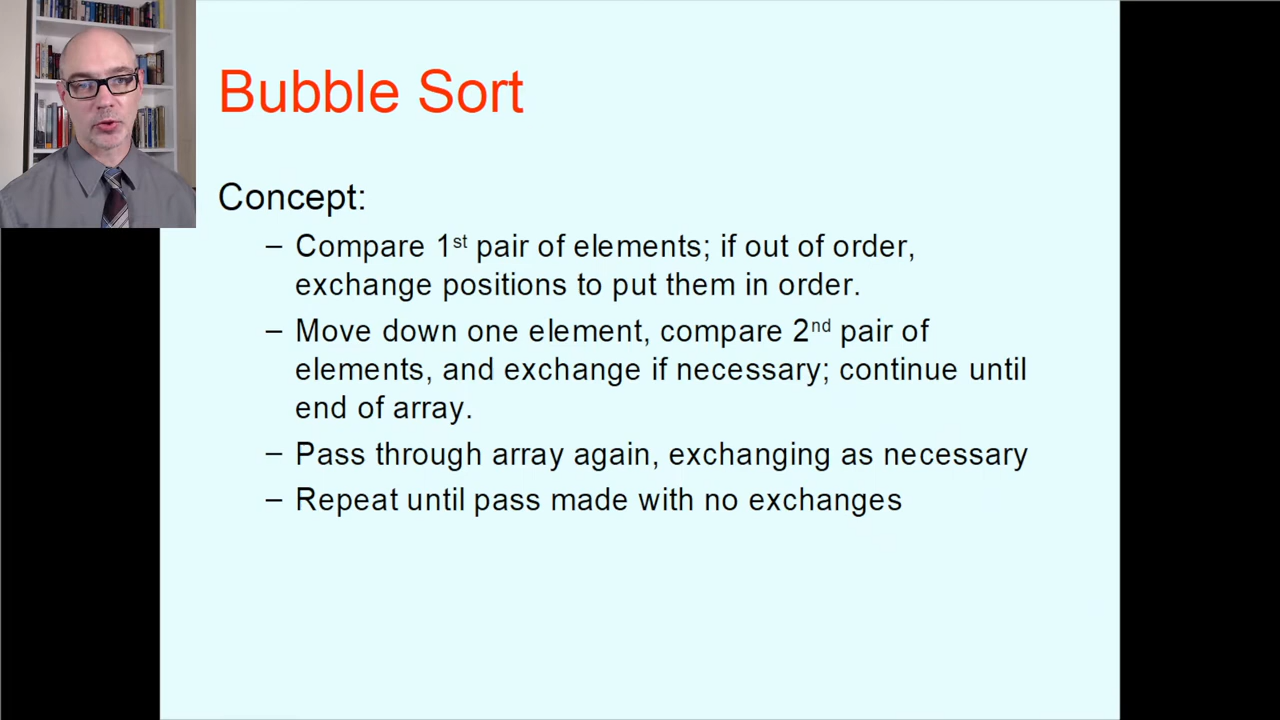 Bubble Sort
Concept:
– Compare 1st pair of elements; if out of order,
exchange positions to put them in order.
– Move down one element, compare 2nd pair of
elements, and exchange if necessary; continue until
end of array.
– Pass through array again, exchanging as necessary
– Repeat until pass made with no exchanges